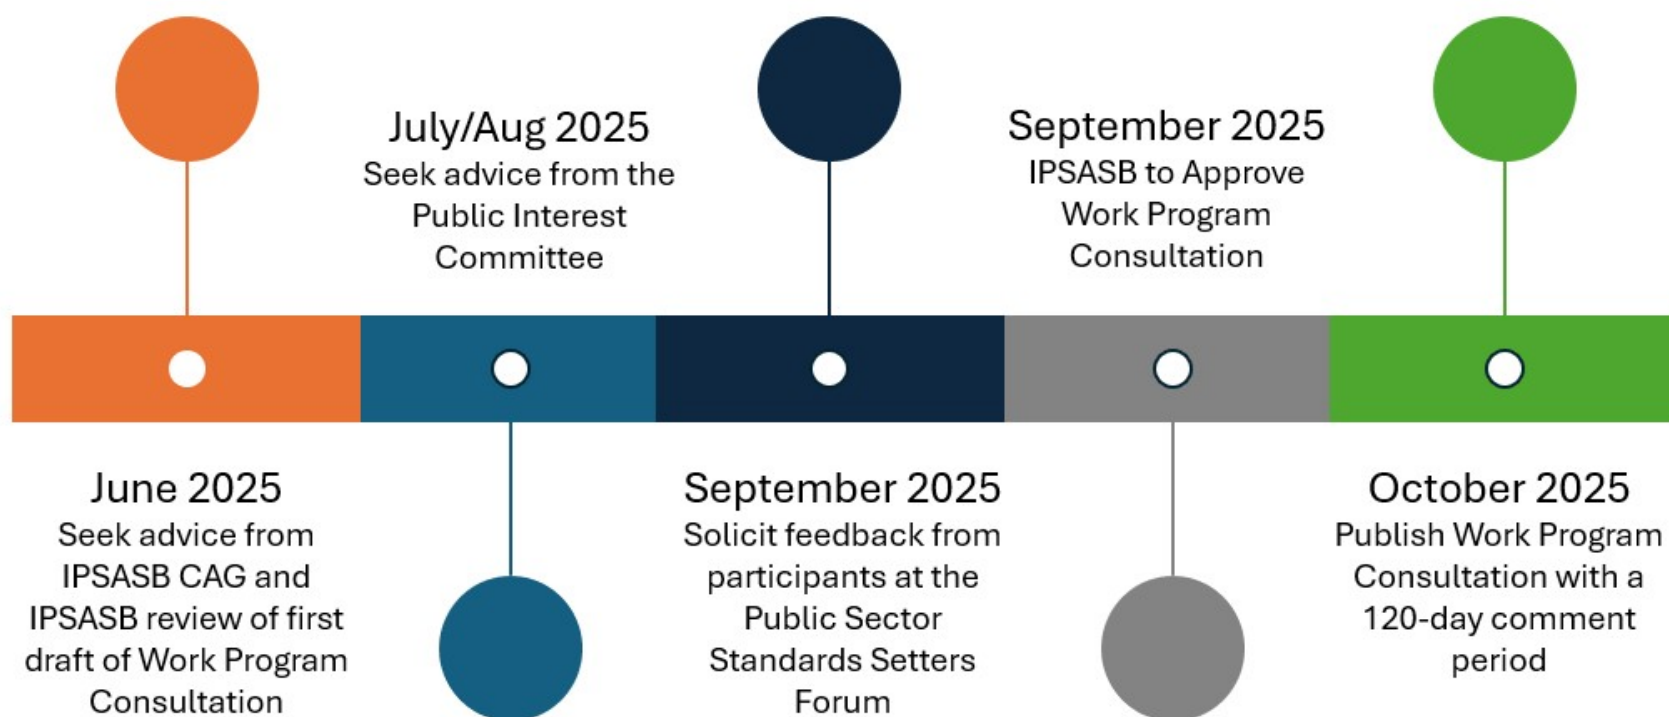 June 2025
Seek advice from
IPSASB CAG and
IPSASB review of first
draft of Work Program
Consultation
July/Aug 2025
Seek advice from the
Public Interest
Committee
September 2025
Solicit feedback from
participants at the
Public Sector
Standards Setters
Forum
September 2025
IPSASB to Approve
Work Program
Consultation
October 2025
Publish Work Program
Consultation with a
120-day comment
period